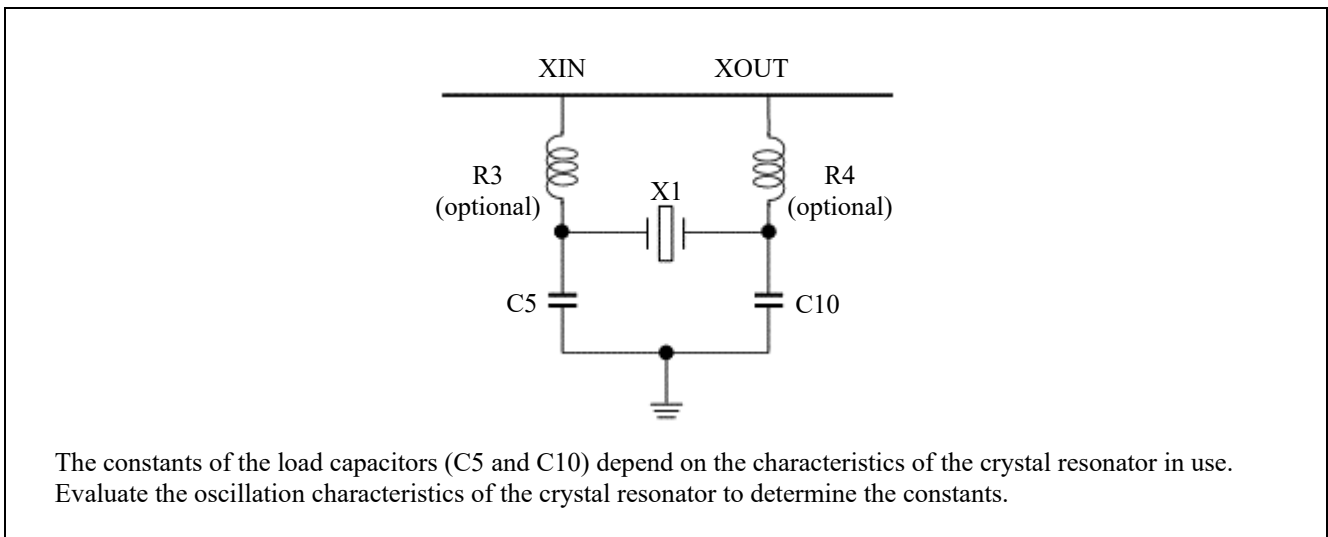 XIN XOUT
R3
(optional)
X1
R4
(optional)
C5 C10
The constants of the load capacitors (C5 and C10) depend on the characteristics of the crystal resonator in use.
Evaluate the oscillation characteristics of the crystal resonator to determine the constants.